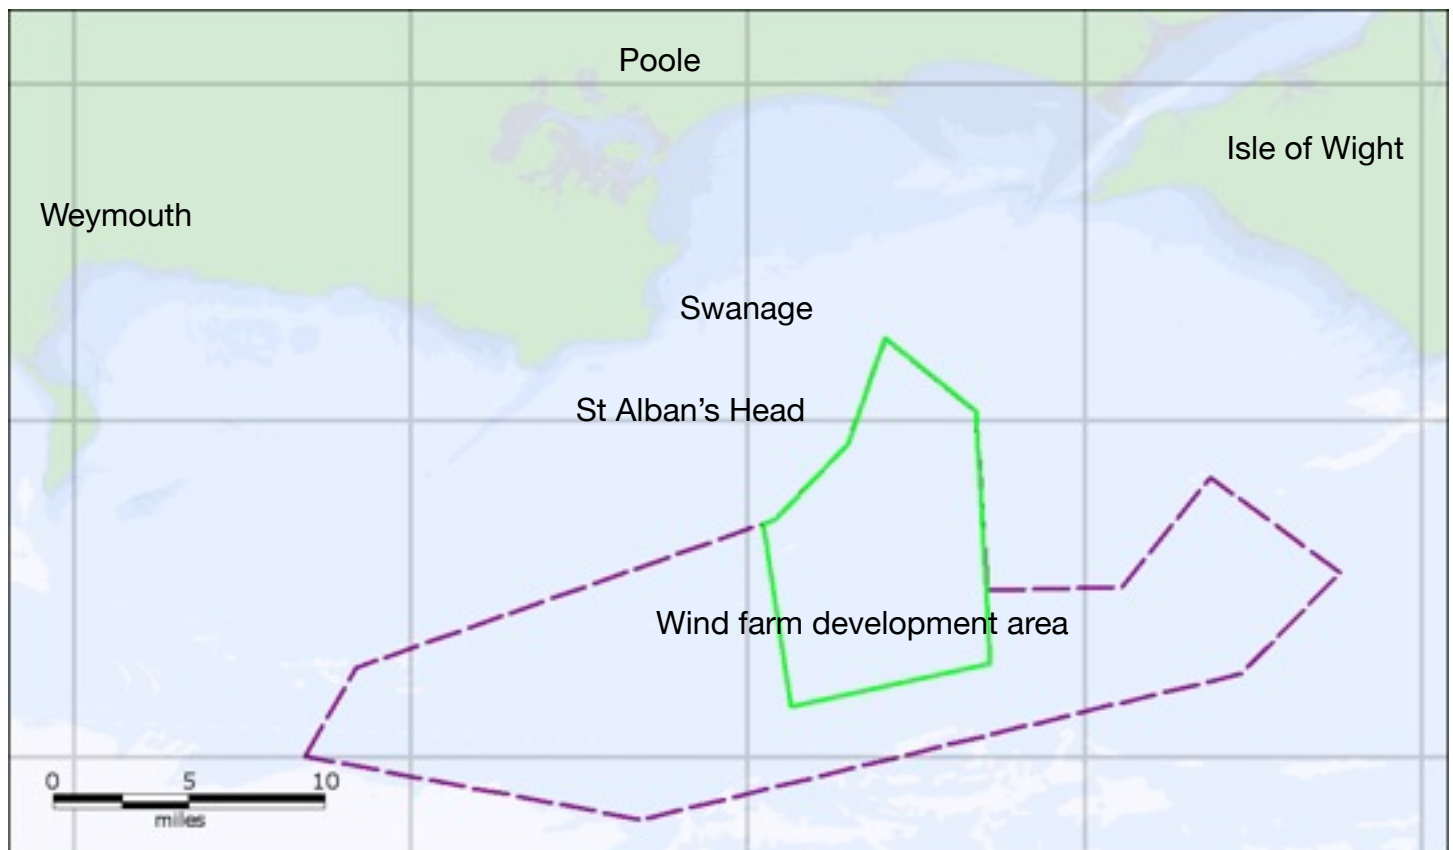 Poole
Isle of Wight
Weymouth
Swanage
St Alban’s Head
Wind farm development area
0 5 10
miles